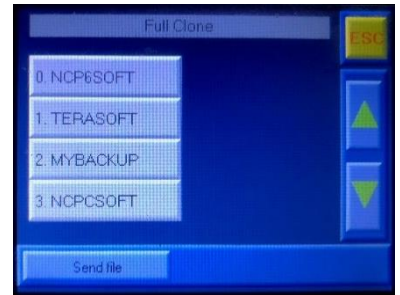 Full Clone
ESC
0. NCP6SOFT
1. TERASOFT
2. MYBACKUP
3. NCPCSOFT
Send file